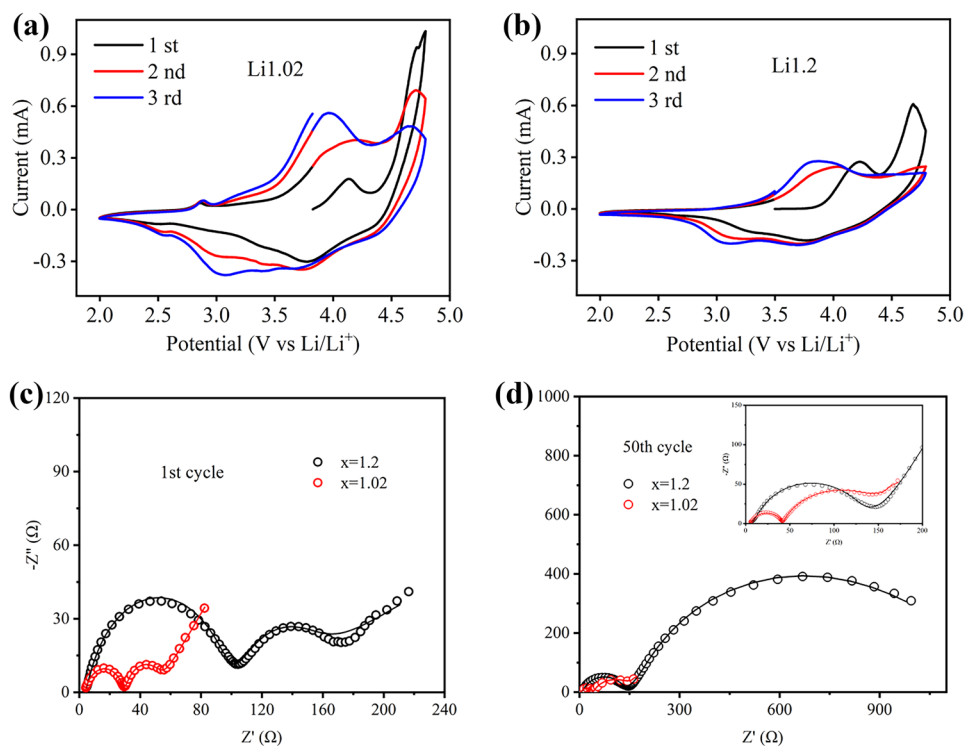 (a)
1 st
2 nd
3 rd
Li1.02
0.9
0.6
0.3
0.0
-0.3
Current (mA)
2.0 2.5 3.0 3.5 4.0 4.5 5.0
Potential (V vs Li/Li⁺)
(b)
1 st
2 nd
3 rd
Li1.2
0.9
0.6
0.3
0.0
-0.3
Current (mA)
2.0 2.5 3.0 3.5 4.0 4.5 5.0
Potential (V vs Li/Li⁺)
(c)
120
90
60
30
0
-Z" (Ω)
1st cycle
x=1.2
x=1.02
0 40 80 120 160 200 240
Z' (Ω)
(d)
1000
800
600
400
200
0
50th cycle
x=1.2
x=1.02
150
100
50
0
-Z" (Ω)
0 50 100 150 200
Z' (Ω)
0 150 300 450 600 750 900
Z' (Ω)